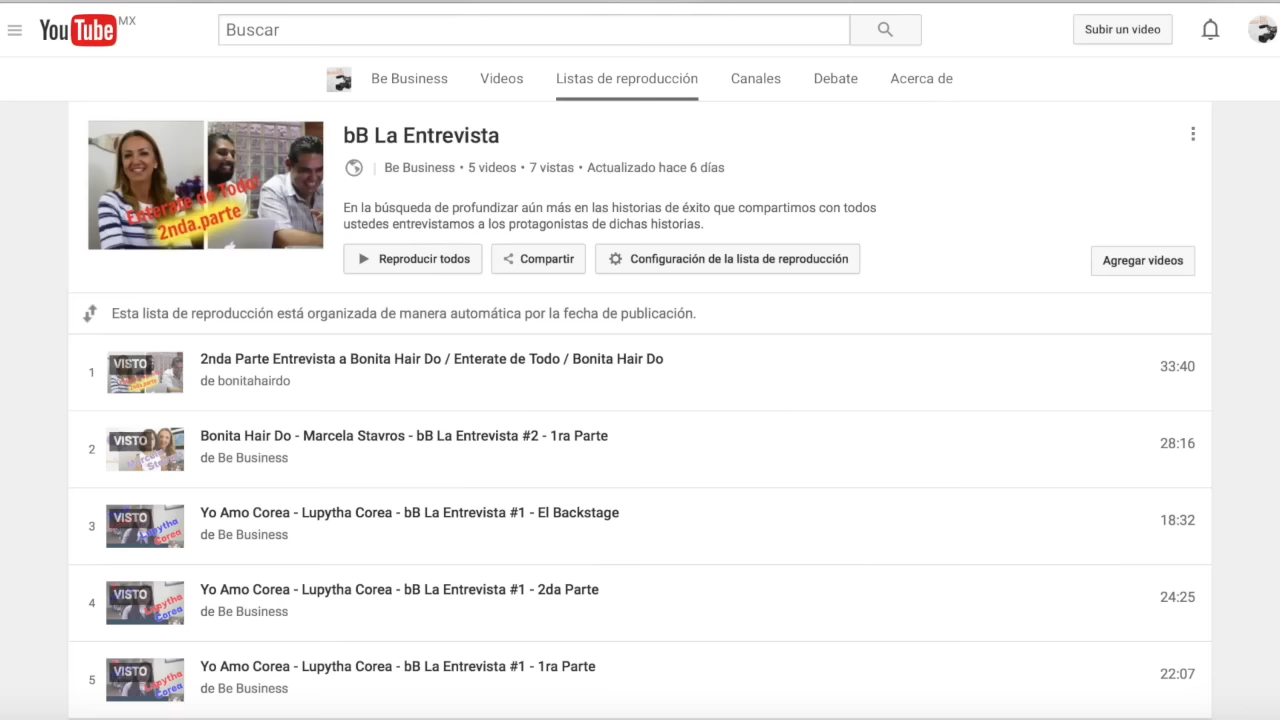 YouTube MX
Buscar
Subir un video
Be Business Videos Listas de reproducción Canales Debate Acerca de
Enterate de Todo!
2nda.parte
bB La Entrevista
Be Business • 5 videos • 7 vistas • Actualizado hace 6 días
En la búsqueda de profundizar aún más en las historias de éxito que compartimos con todos
ustedes entrevistamos a los protagonistas de dichas historias.
Reproducir todos
Compartir
Configuración de la lista de reproducción
Agregar videos
Esta lista de reproducción está organizada de manera automática por la fecha de publicación.
1
VISTO
2nda.parte
2nda Parte Entrevista a Bonita Hair Do / Enterate de Todo / Bonita Hair Do
de bonitahairdo
33:40
2
VISTO
Marcela
Bonita Hair Do - Marcela Stavros - bB La Entrevista #2 - 1ra Parte
de Be Business
28:16
3
VISTO
Lupytha
Corea
Yo Amo Corea - Lupytha Corea - bB La Entrevista #1 - El Backstage
de Be Business
18:32
4
VISTO
Lupytha
Corea
Yo Amo Corea - Lupytha Corea - bB La Entrevista #1 - 2da Parte
de Be Business
24:25
5
VISTO
Lupytha
Corea
Yo Amo Corea - Lupytha Corea - bB La Entrevista #1 - 1ra Parte
de Be Business
22:07